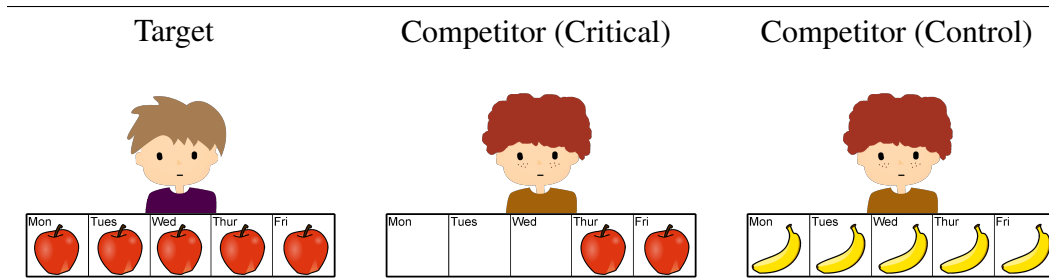 Target Competitor (Critical) Competitor (Control)
Mon Tues Wed Thur Fri Mon Tues Wed Thur Fri Mon Tues Wed Thur Fri